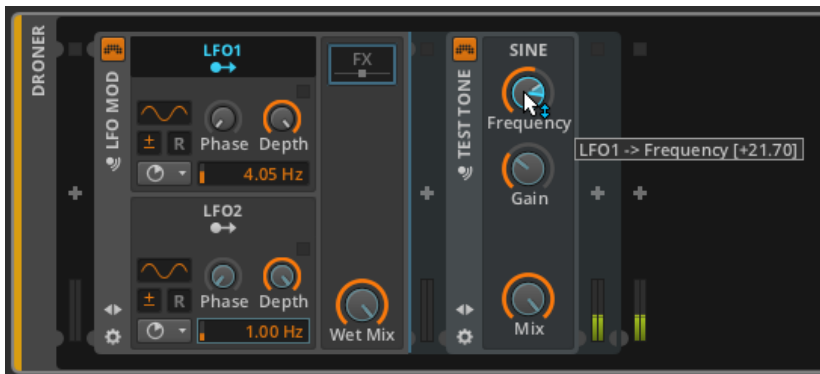 DRONER
LFO MOD
LFO1
Phase
Depth
± R
4.05 Hz
LFO2
Phase
Depth
± R
1.00 Hz
FX
Wet Mix
TEST TONE
SINE
Frequency
LFO1 -> Frequency [+21.70]
Gain
Mix